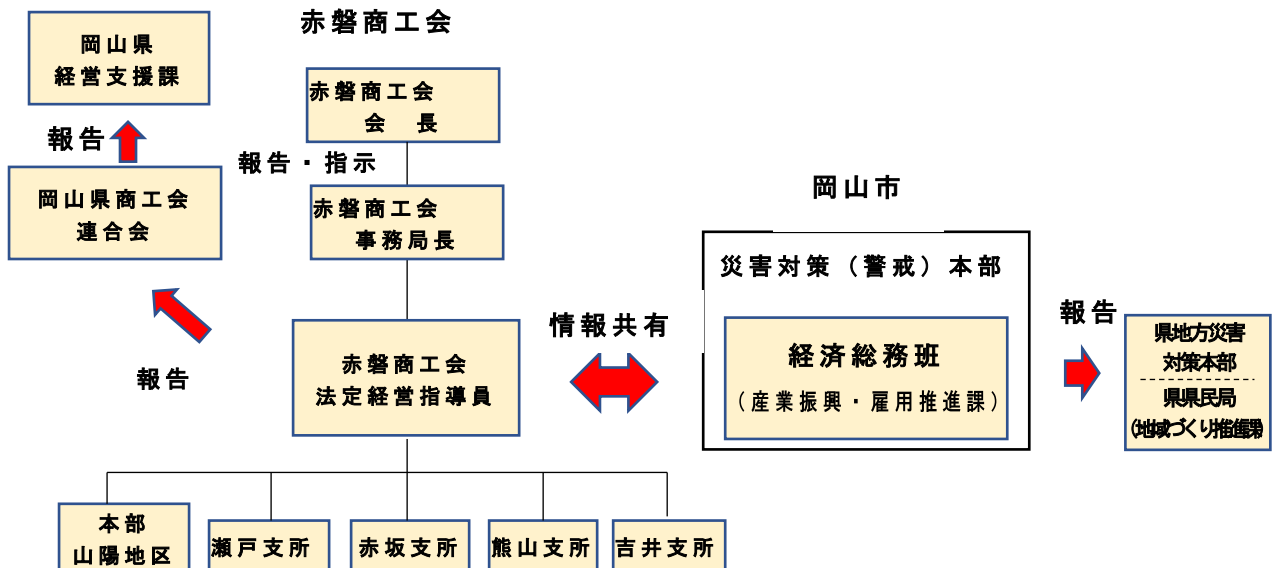 赤磐商工会
岡山県
経営支援課
報告
岡山県商工会
連合会
報告
赤磐商工会
会　長
報告・指示
赤磐商工会
事務局長
赤磐商工会
法定経営指導員
情報共有
岡山市
災害対策（警戒）本部
経済総務班
（産業振興・雇用推進課）
報告
県地方災害
対策本部
県県民局
(地域づくり推進課)
本部
山陽地区
瀬戸支所
赤坂支所
熊山支所
吉井支所